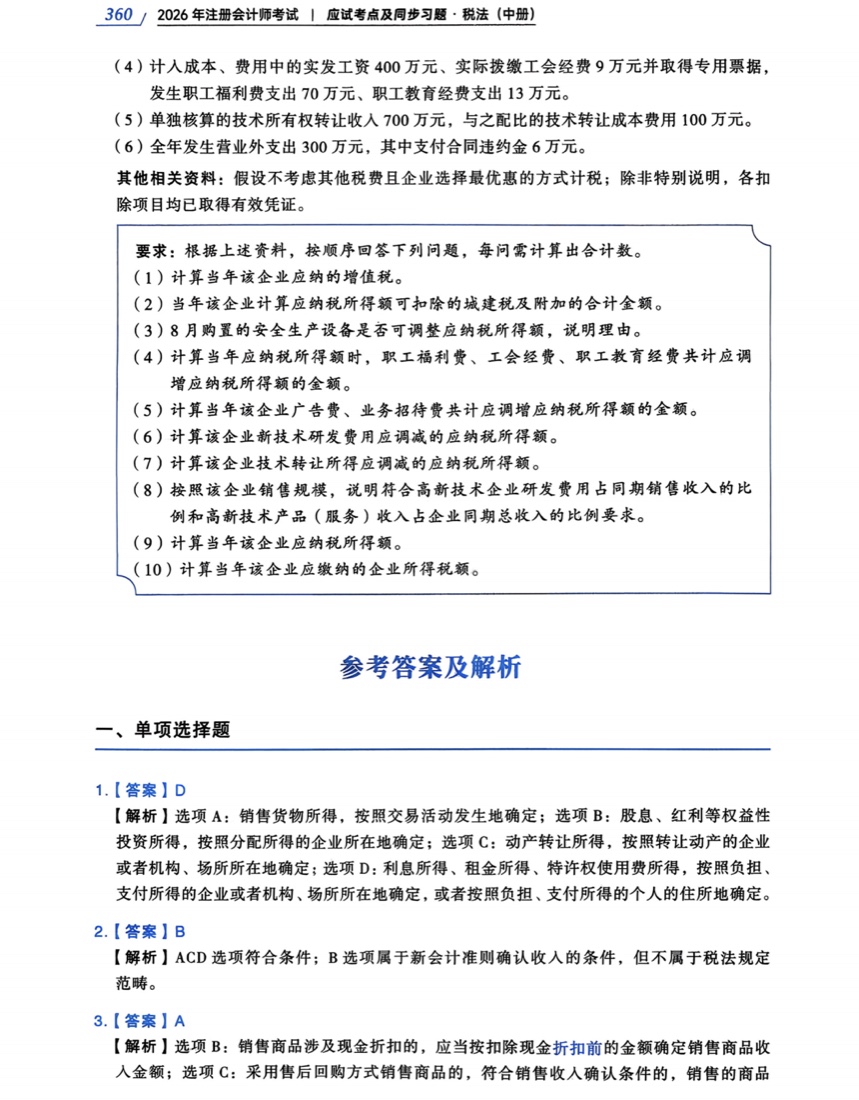 360 / 2026 年注册会计师考试 | 应试考点及同步习题·税法（中册）
（4）计入成本、费用中的实发工资 400 万元、实际拨缴工会经费 9 万元并取得专用票据，
发生职工福利费支出 70 万元、职工教育经费支出 13 万元。
（5）单独核算的技术所有权转让收入 700 万元，与之配比的技术转让成本费用 100 万元。
（6）全年发生营业外支出 300 万元，其中支付合同违约金 6 万元。
其他相关资料：假设不考虑其他税费且企业选择最优惠的方式计税；除非特别说明，各扣
除项目均已取得有效凭证。
要求：根据上述资料，按顺序回答下列问题，每问需计算出合计数。
（1）计算当年该企业应纳的增值税。
（2）当年该企业计算应纳税所得额可扣除的城建税及附加的合计金额。
（3）8 月购置的安全生产设备是否可调整应纳税所得额，说明理由。
（4）计算当年应纳税所得额时，职工福利费、工会经费、职工教育经费共计应调
增应纳税所得额的金额。
（5）计算当年该企业广告费、业务招待费共计应调增应纳税所得额的金额。
（6）计算该企业新技术研发费用应调减的应纳税所得额。
（7）计算该企业技术转让所得应调减的应纳税所得额。
（8）按照该企业销售规模，说明符合高新技术企业研发费用占同期销售收入的比
例和高新技术产品（服务）收入占企业同期总收入的比例要求。
（9）计算当年该企业应纳税所得额。
（10）计算当年该企业应缴纳的企业所得税额。
参考答案及解析
一、单项选择题
1.【答案】D
【解析】选项 A：销售货物所得，按照交易活动发生地确定；选项 B：股息、红利等权益性
投资所得，按照分配所得的企业所在地确定；选项 C：动产转让所得，按照转让动产的企业
或者机构、场所所在地确定；选项 D：利息所得、租金所得、特许权使用费所得，按照负担、
支付所得的企业或者机构、场所所在地确定，或者按照负担、支付所得的个人的住所地确定。
2.【答案】B
【解析】ACD 选项符合条件；B 选项属于新会计准则确认收入的条件，但不属于税法规定
范畴。
3.【答案】A
【解析】选项 B：销售商品涉及现金折扣的，应当按扣除现金折扣前的金额确定销售商品收
入金额；选项 C：采用售后回购方式销售商品的，符合销售收入确认条件的，销售的商品